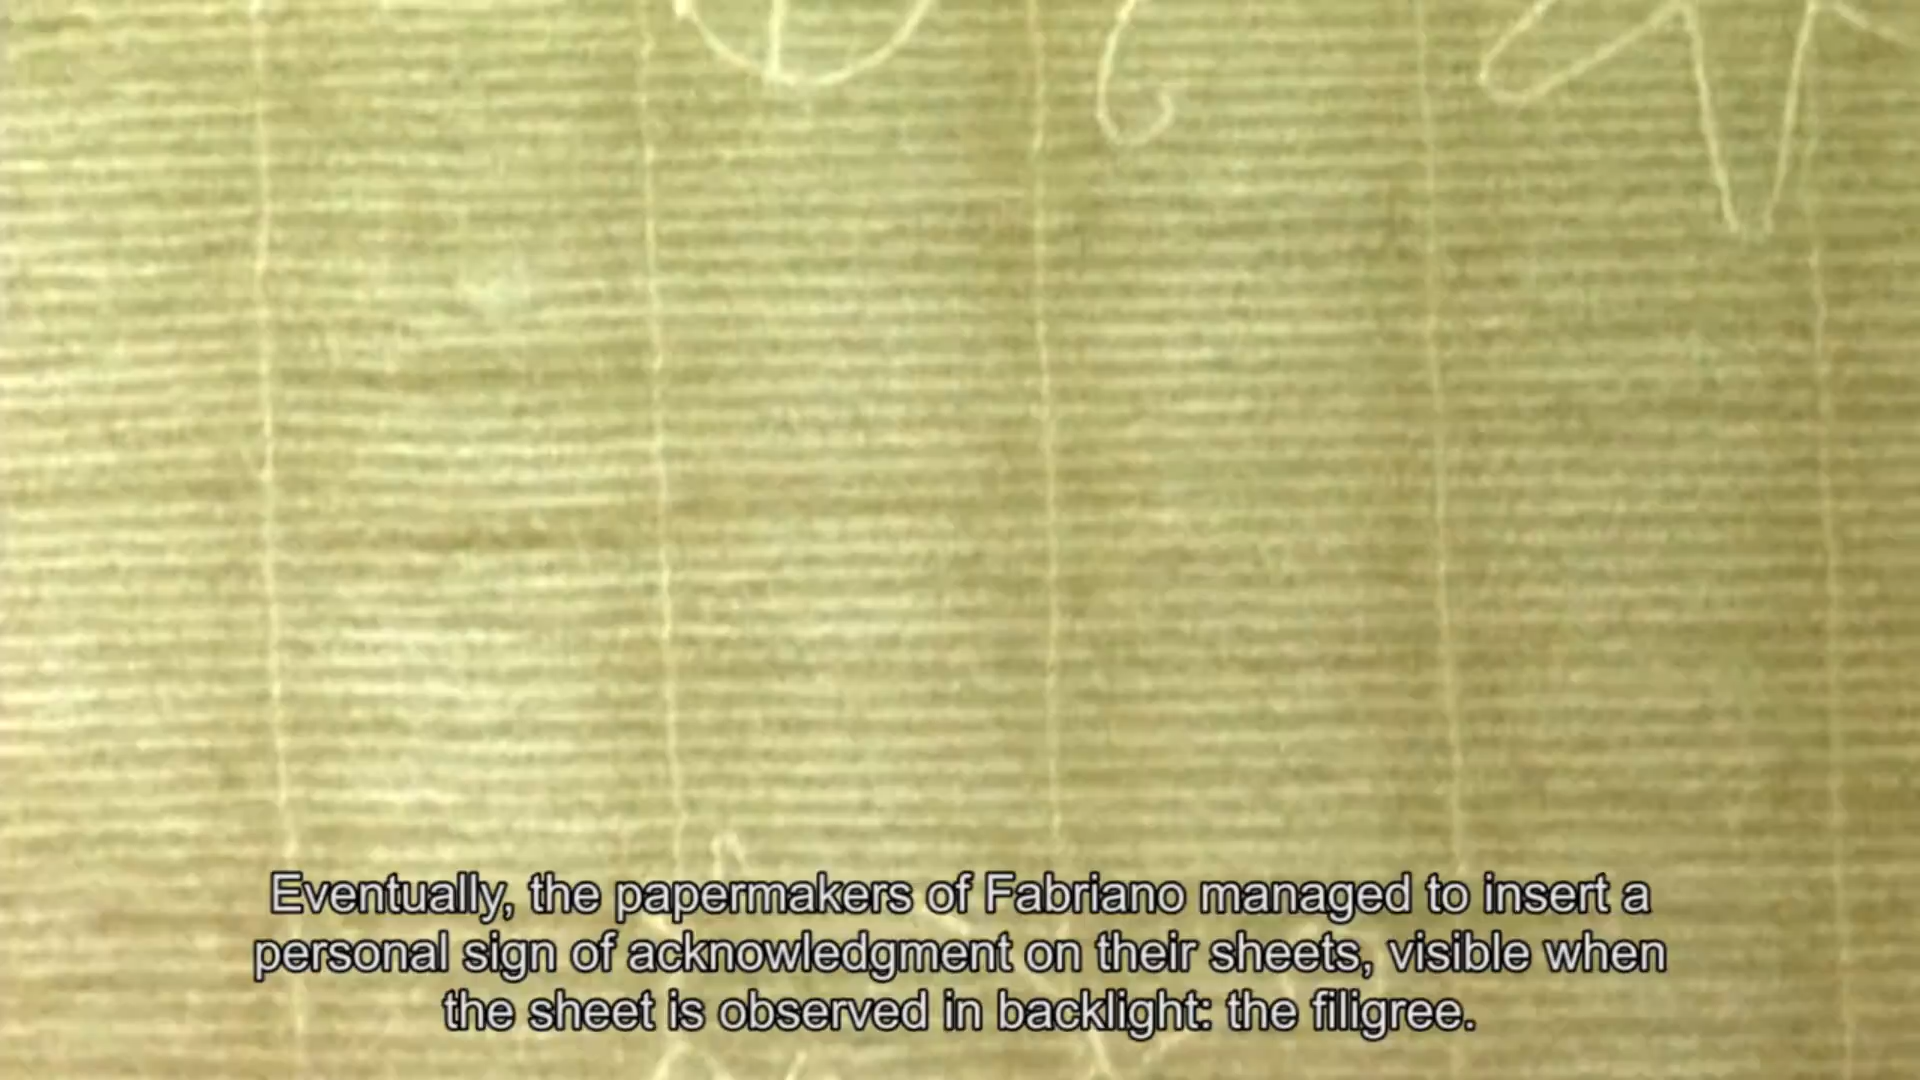 Eventually, the papermakers of Fabriano managed to insert a
personal sign of acknowledgment on their sheets, visible when
the sheet is observed in backlight: the filigree.